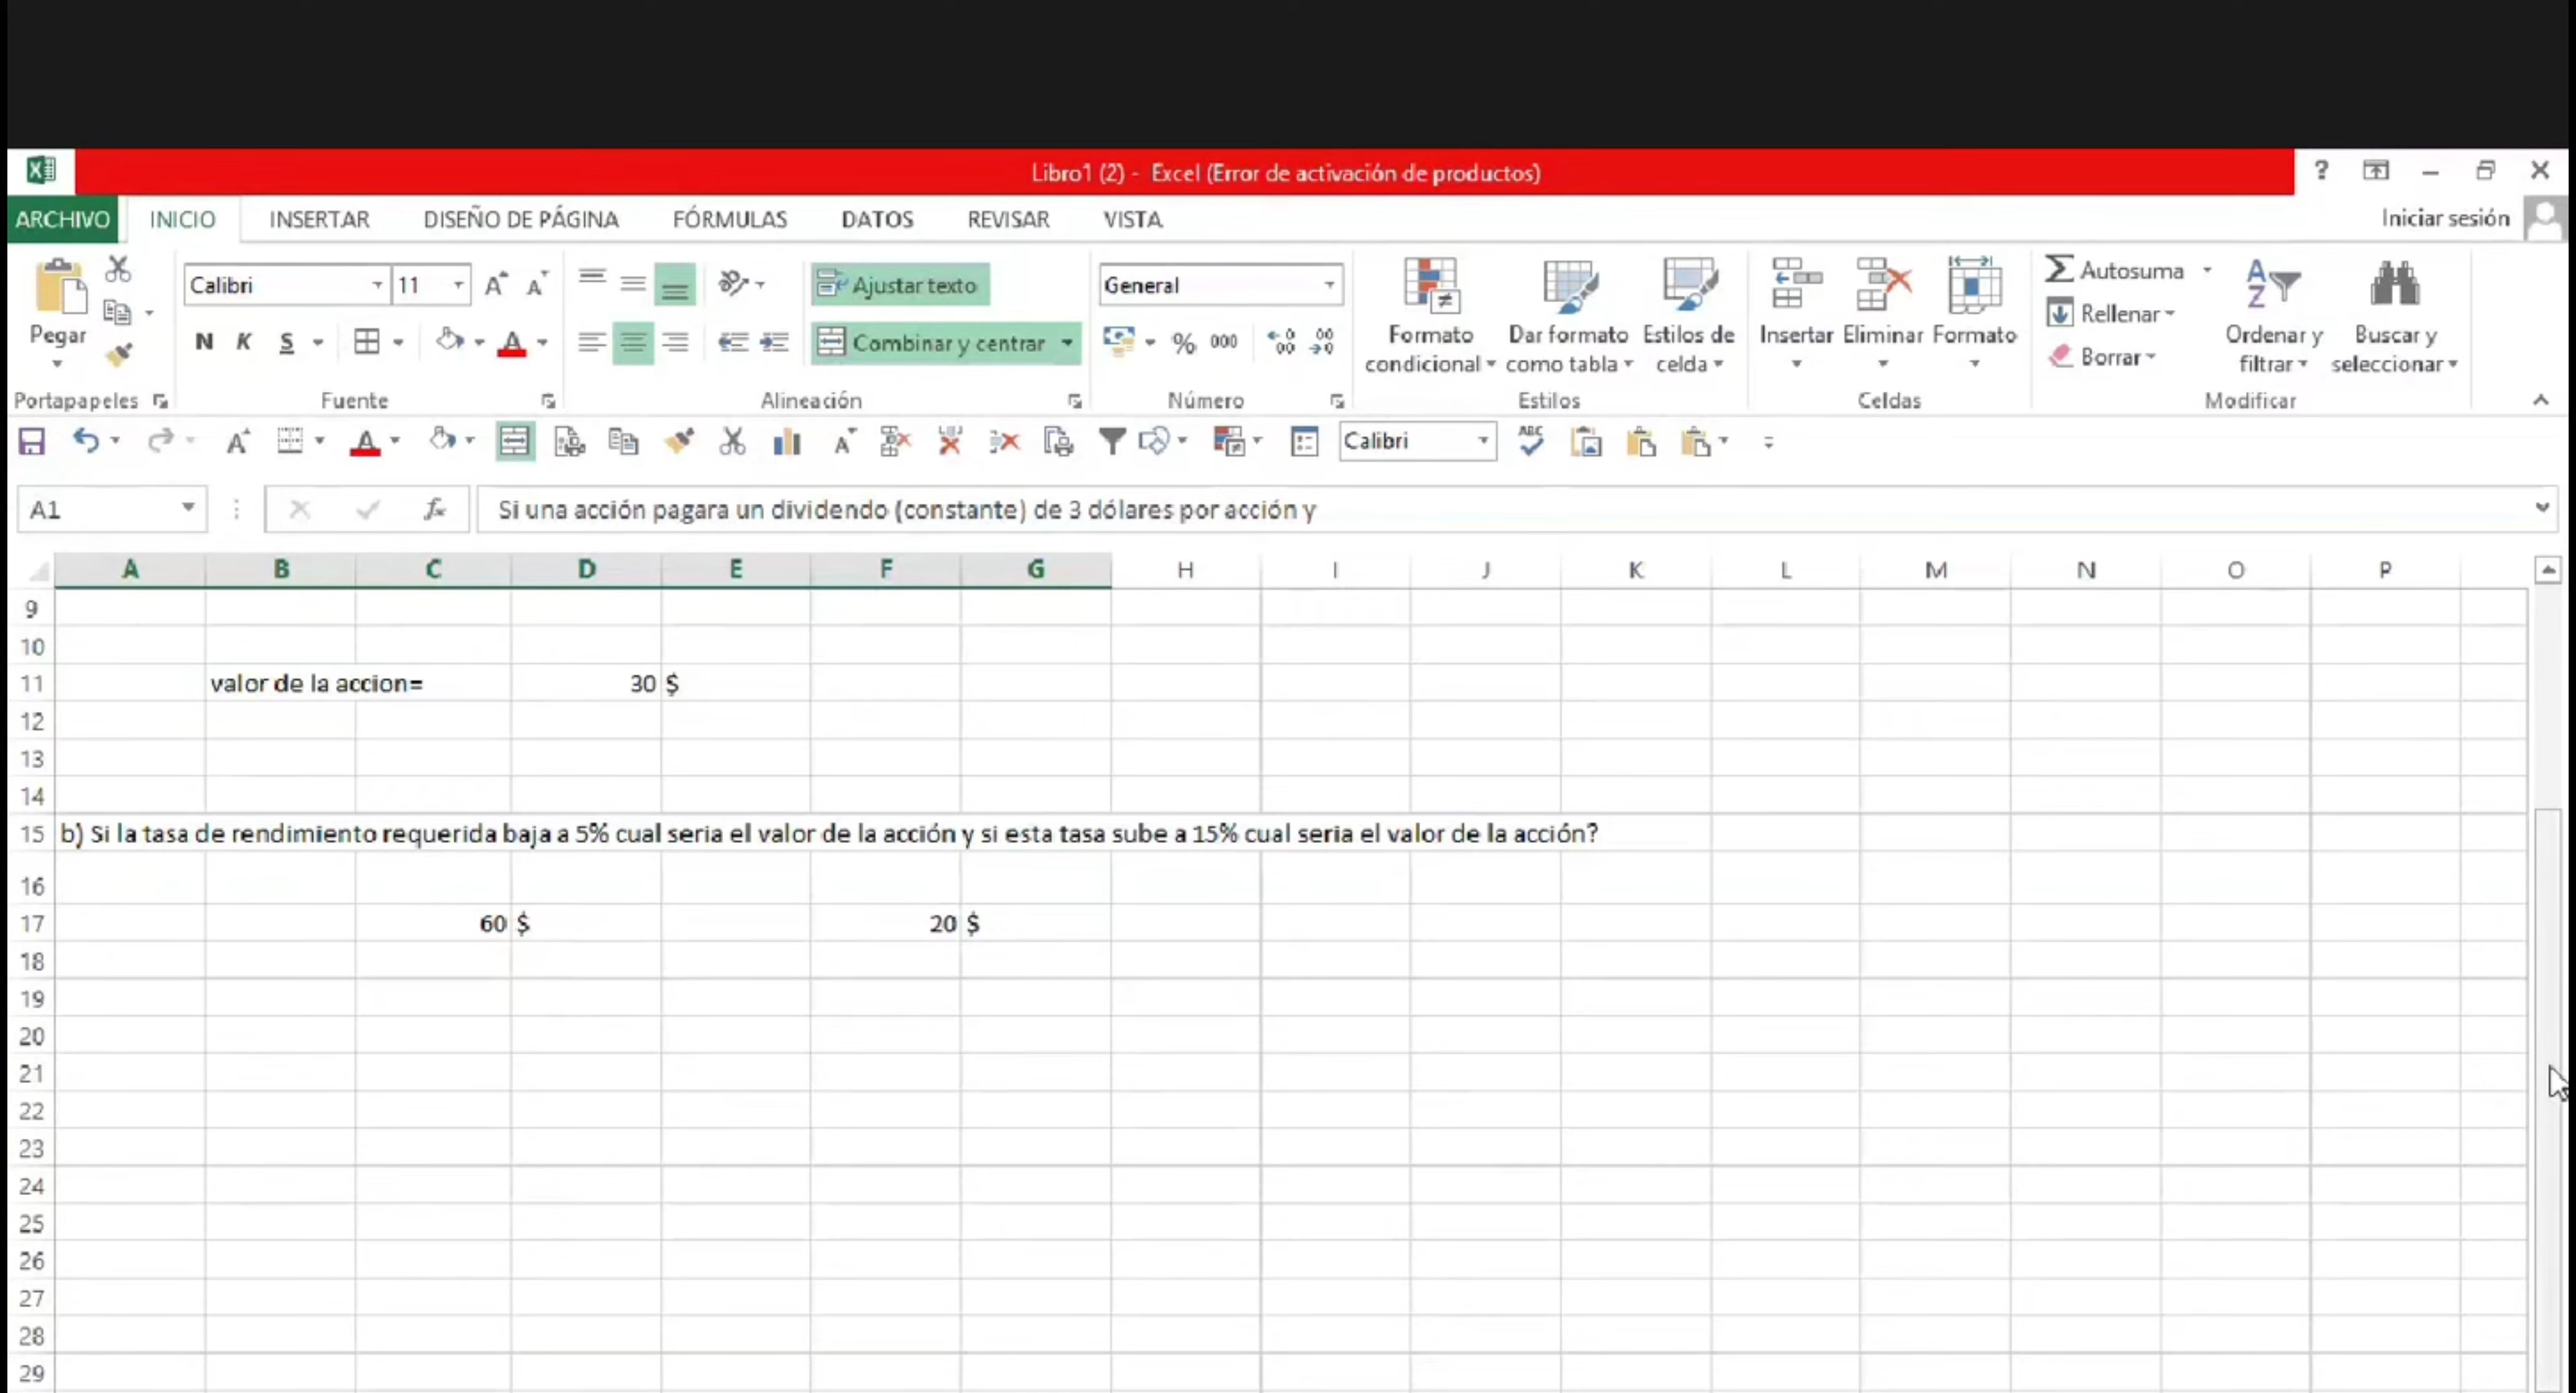 Libro1 (2) - Excel (Error de activación de productos)
?
ARCHIVO INICIO INSERTAR DISEÑO DE PÁGINA FÓRMULAS DATOS REVISAR VISTA Iniciar sesión
Calibri 11 Ajustar texto General Autosuma
Rellenar
Pegar N K S A Combinar y centrar % 000 Formato Dar formato Estilos de Insertar Eliminar Formato Ordenar y Buscar y
condicional como tabla celda Borrar filtrar seleccionar
Portapapeles Fuente Alineación Número Estilos Celdas Modificar
Calibri
A1 fx Si una acción pagara un dividendo (constante) de 3 dólares por acción y
A B C D E F G H I J K L M N O P
9
10
11 valor de la accion= 30 $
12
13
14
15 b) Si la tasa de rendimiento requerida baja a 5% cual seria el valor de la acción y si esta tasa sube a 15% cual seria el valor de la acción?
16
17 60 $ 20 $
18
19
20
21
22
23
24
25
26
27
28
29